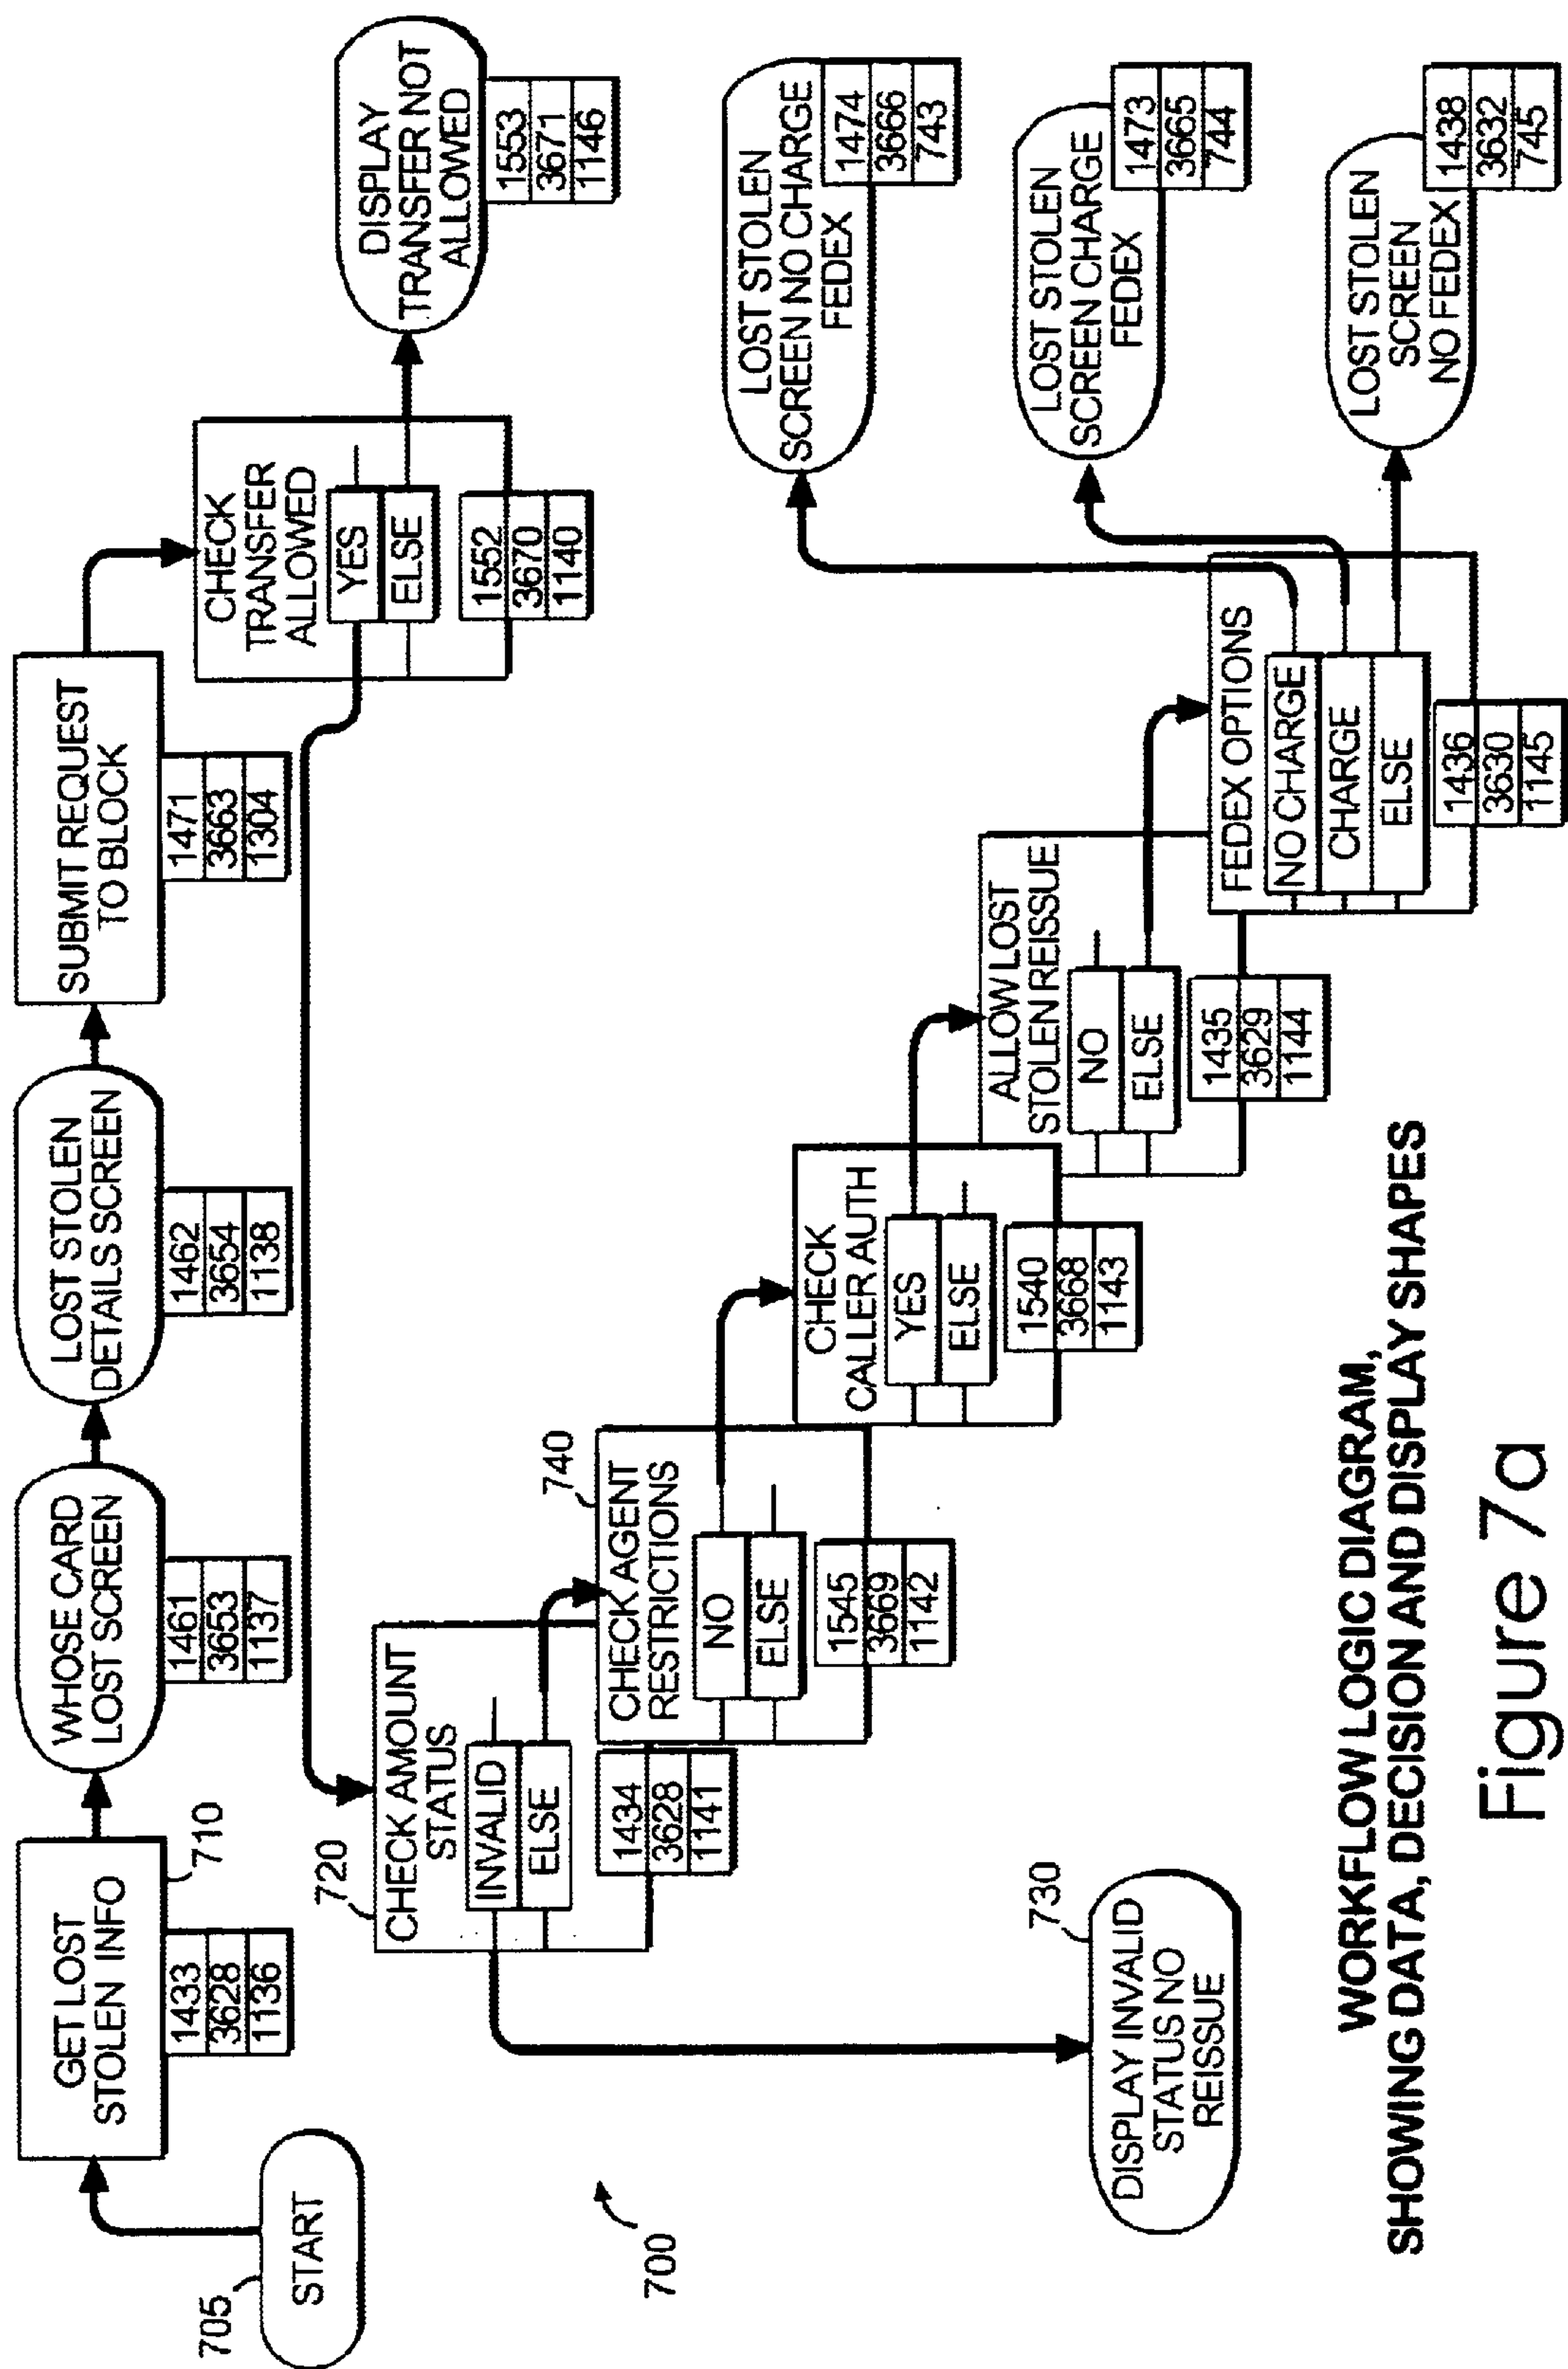 705
START
GET LOST
STOLEN INFO
710
1433
3628
1136
WHOSE CARD
LOST SCREEN
1461
3653
1137
LOST STOLEN
DETAILS SCREEN
1462
3654
1138
SUBMIT REQUEST
TO BLOCK
1471
3663
1304
CHECK
TRANSFER
ALLOWED
YES
ELSE
1552
3670
1140
DISPLAY
TRANSFER NOT
ALLOWED
1553
3671
1146
720
CHECK AMOUNT
STATUS
INVALID
ELSE
1434
3628
1141
740
CHECK AGENT
RESTRICTIONS
NO
ELSE
1545
3669
1142
CHECK
CALLER AUTH
YES
ELSE
1540
3668
1143
ALLOW LOST
STOLEN REISSUE
NO
ELSE
1435
3629
1144
FEDEX OPTIONS
NO CHARGE
CHARGE
ELSE
1436
3630
1145
LOST STOLEN
SCREEN NO CHARGE
FEDEX
1474
3666
743
LOST STOLEN
SCREEN CHARGE
FEDEX
1473
3665
744
LOST STOLEN
SCREEN
NO FEDEX
1438
3632
745
700
730
DISPLAY INVALID
STATUS NO
REISSUE
WORKFLOW LOGIC DIAGRAM,
SHOWING DATA, DECISION AND DISPLAY SHAPES
Figure 7a